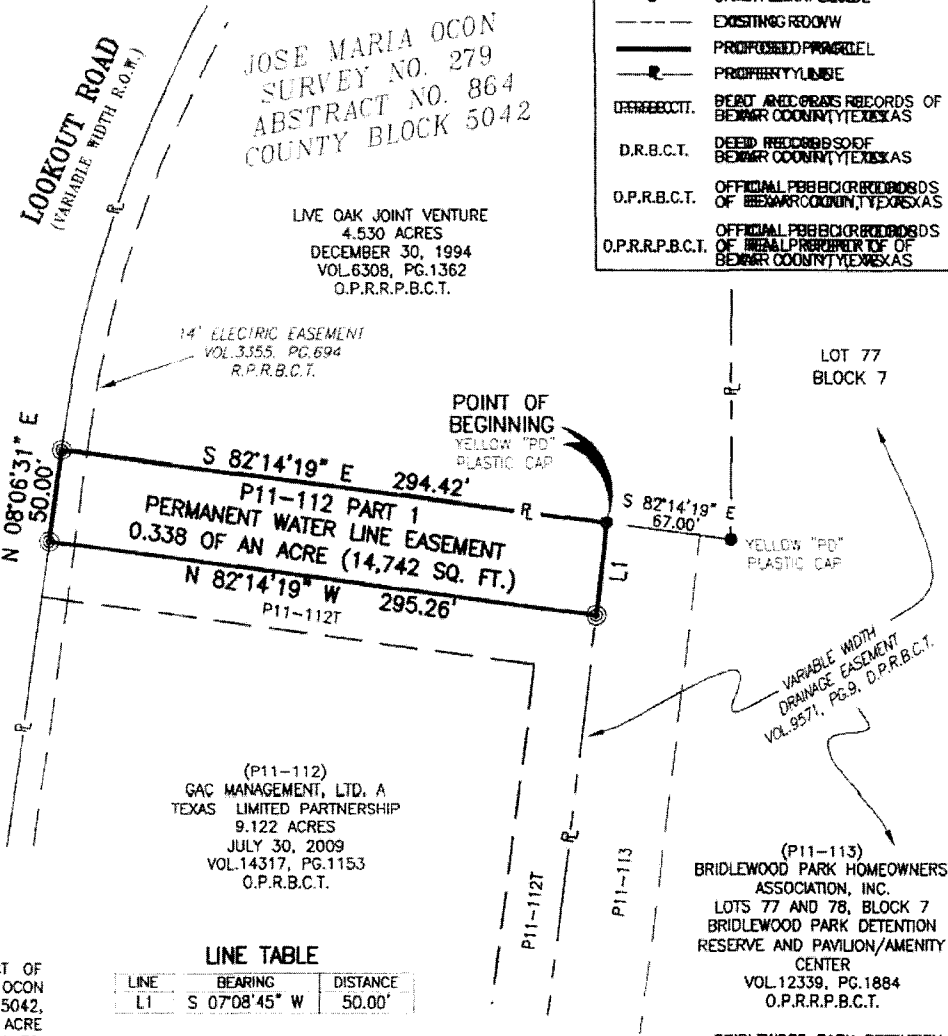 LOOKOUT ROAD
(VARIABLE WIDTH R.O.W.)
JOSE MARIA OCON
SURVEY NO. 279
ABSTRACT NO. 864
COUNTY BLOCK 5042
PROPERTY LINE
D.R.B.C.T.
O.P.R.B.C.T.
O.P.R.R.P.B.C.T.
LIVE OAK JOINT VENTURE
4.530 ACRES
DECEMBER 30, 1994
VOL.6308, PG.1362
O.P.R.R.P.B.C.T.
14' ELECTRIC EASEMENT
VOL.3355, PG.694
R.P.R.B.C.T.
LOT 77
BLOCK 7
POINT OF
BEGINNING
YELLOW "PD"
PLASTIC CAP
N 08°06'31" E
50.00'
S 82°14'19" E 294.42'
P11-112 PART 1
PERMANENT WATER LINE EASEMENT
0.338 OF AN ACRE (14,742 SQ. FT.)
N 82°14'19" W 295.26'
P11-112T
L1
S 82°14'19" E
67.00'
YELLOW "PD"
PLASTIC CAP
VARIABLE WIDTH
DRAINAGE EASEMENT
VOL.9571, PG.9, D.P.R.B.C.T.
(P11-112)
GAC MANAGEMENT, LTD. A
TEXAS LIMITED PARTNERSHIP
9.122 ACRES
JULY 30, 2009
VOL.14317, PG.1153
O.P.R.B.C.T.
P11-112T
P11-113
(P11-113)
BRIDLEWOOD PARK HOMEOWNERS
ASSOCIATION, INC.
LOTS 77 AND 78, BLOCK 7
BRIDLEWOOD PARK DETENTION
RESERVE AND PAVILION/AMENITY
CENTER
VOL.12339, PG.1884
O.P.R.R.P.B.C.T.
LINE TABLE
LINE BEARING DISTANCE
L1 S 07°08'45" W 50.00'
T OF
OCON
5042,
ACRE